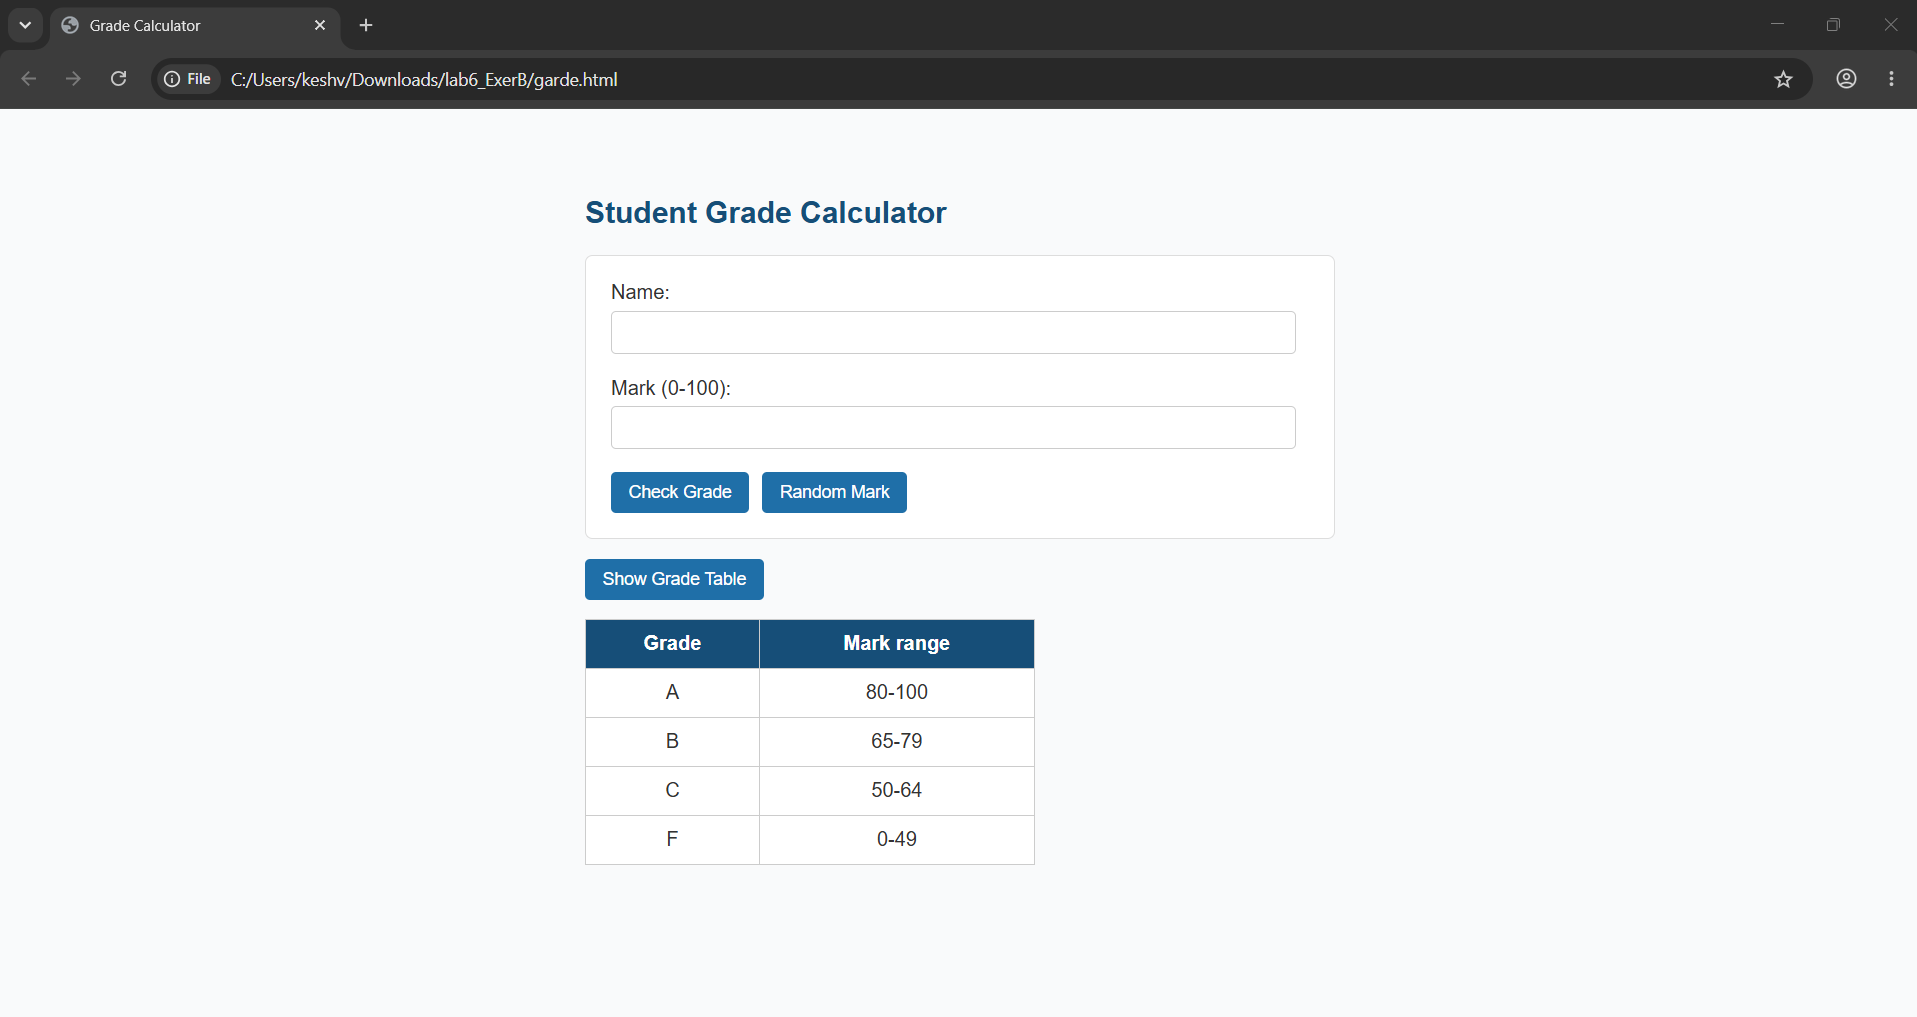 Grade Calculator
File C:/Users/keshv/Downloads/lab6_ExerB/garde.html
Student Grade Calculator
Name:
Mark (0-100):
Check Grade Random Mark
Show Grade Table
Grade Mark range
A 80-100
B 65-79
C 50-64
F 0-49